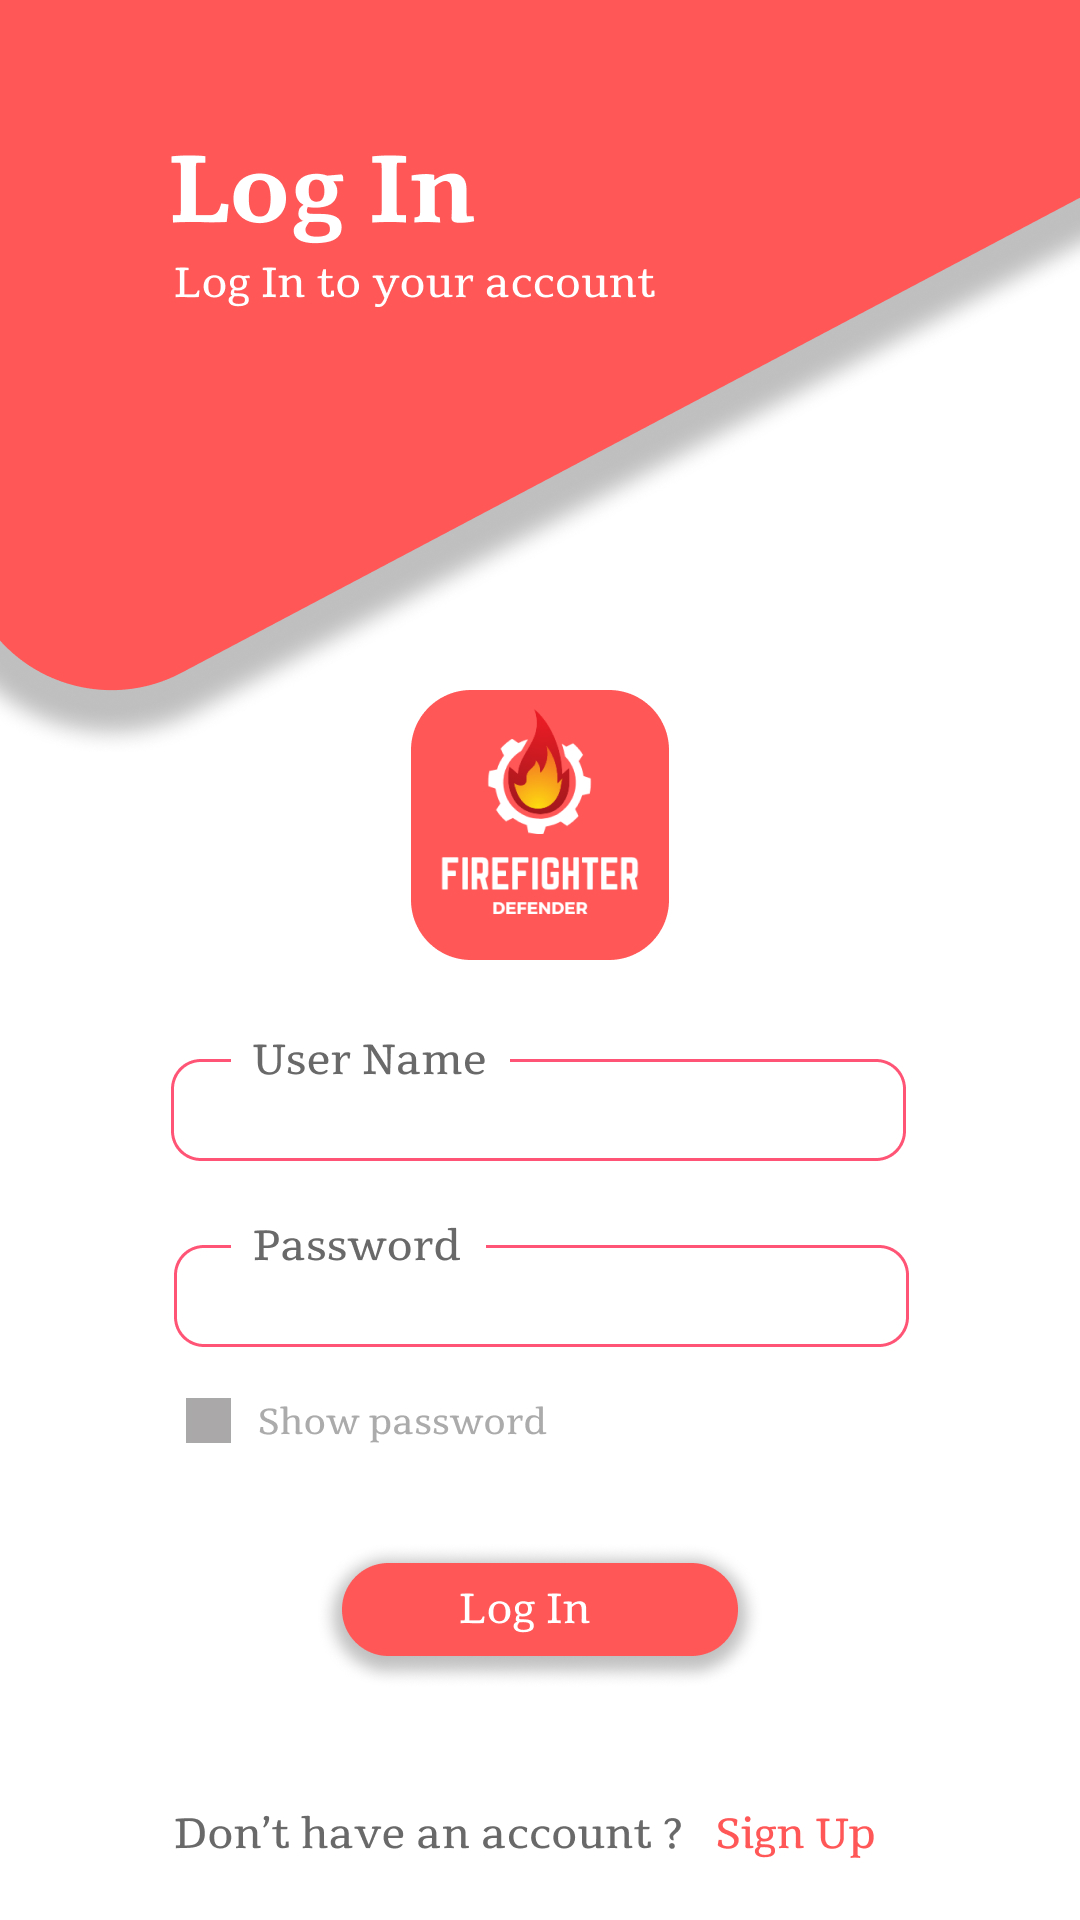 Log In
Log In to your account
FIREFIGHTER
DEFENDER
User Name
Password
Show password
Log In
Don’t have an account ? Sign Up